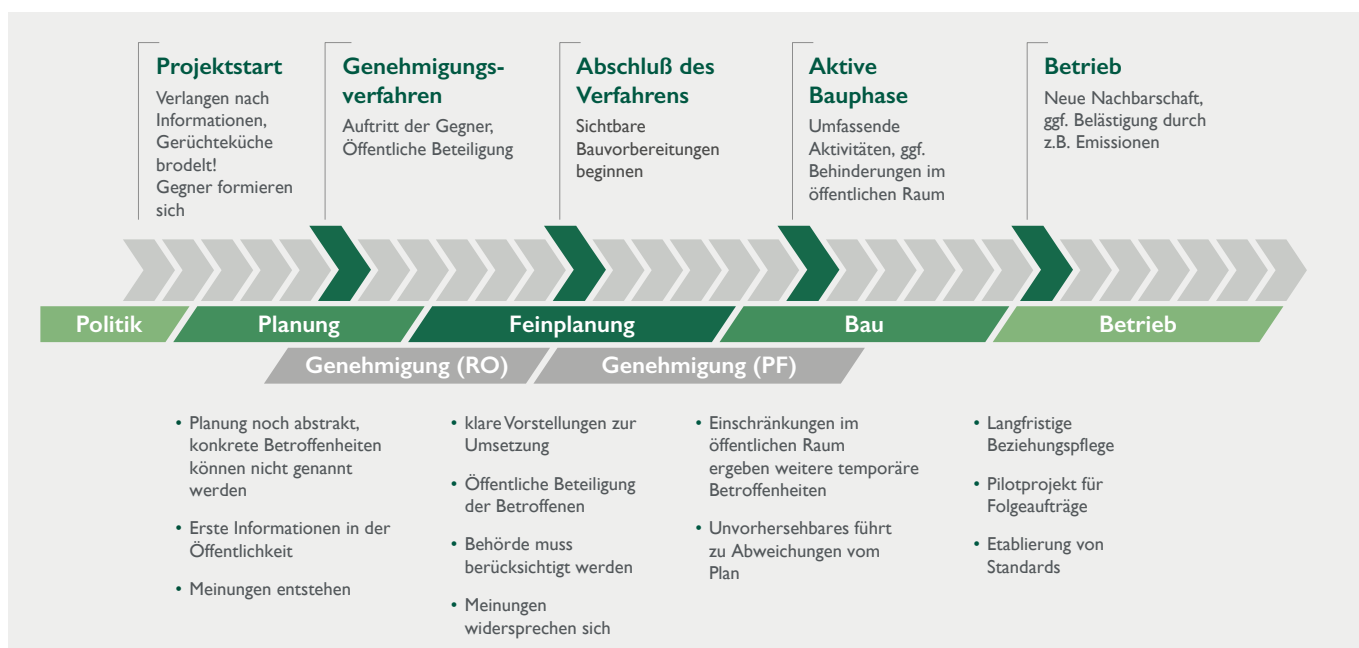 Projektstart
Verlangen nach
Informationen,
Gerüchteküche
brodelt!
Gegner formieren
sich
Genehmigungs-
verfahren
Auftritt der Gegner,
Öffentliche Beteiligung
Abschluß des
Verfahrens
Sichtbare
Bauvorbereitungen
beginnen
Aktive
Bauphase
Umfassende
Aktivitäten, ggf.
Behinderungen im
öffentlichen Raum
Betrieb
Neue Nachbarschaft,
ggf. Belästigung durch
z.B. Emissionen
Politik
Planung
Feinplanung
Bau
Betrieb
Genehmigung (RO)
Genehmigung (PF)
• Planung noch abstrakt,
konkrete Betroffenheiten
können nicht genannt
werden
• Erste Informationen in der
Öffentlichkeit
• Meinungen entstehen
• klare Vorstellungen zur
Umsetzung
• Öffentliche Beteiligung
der Betroffenen
• Behörde muss
berücksichtigt werden
• Meinungen
widersprechen sich
• Einschränkungen im
öffentlichen Raum
ergeben weitere temporäre
Betroffenheiten
• Unvorhersehbares führt
zu Abweichungen vom
Plan
• Langfristige
Beziehungspflege
• Pilotprojekt für
Folgeaufträge
• Etablierung von
Standards